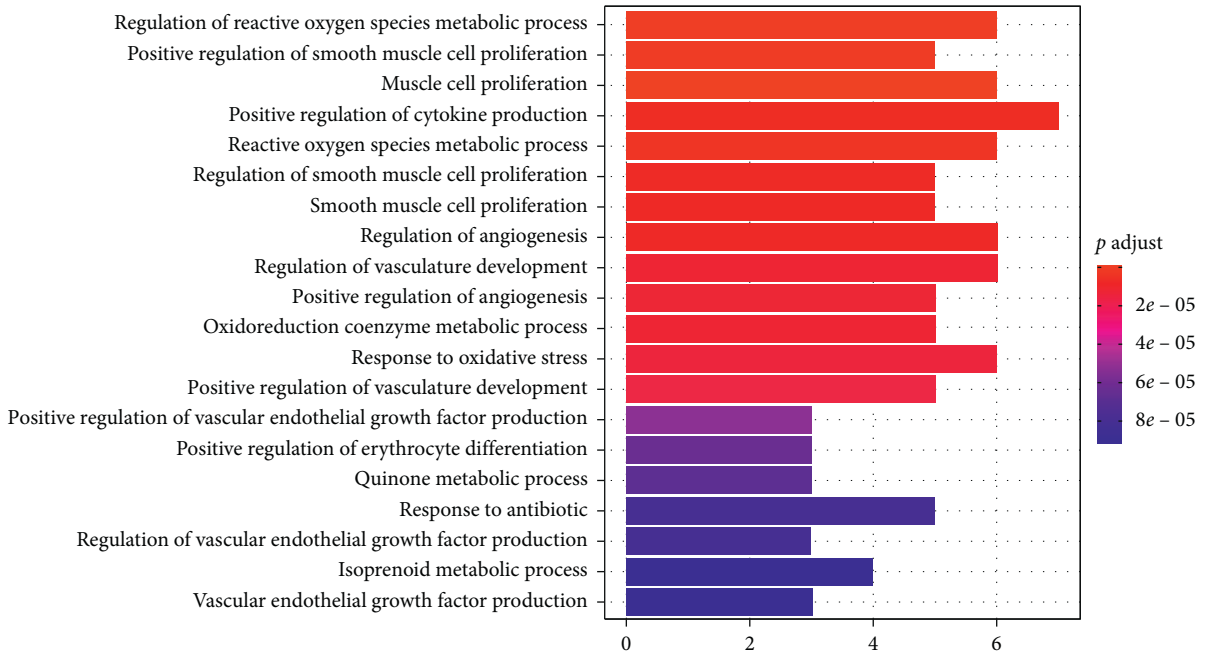 Regulation of reactive oxygen species metabolic process
Positive regulation of smooth muscle cell proliferation
Muscle cell proliferation
Positive regulation of cytokine production
Reactive oxygen species metabolic process
Regulation of smooth muscle cell proliferation
Smooth muscle cell proliferation
Regulation of angiogenesis
Regulation of vasculature development
Positive regulation of angiogenesis
Oxidoreduction coenzyme metabolic process
Response to oxidative stress
Positive regulation of vasculature development
Positive regulation of vascular endothelial growth factor production
Positive regulation of erythrocyte differentiation
Quinone metabolic process
Response to antibiotic
Regulation of vascular endothelial growth factor production
Isoprenoid metabolic process
Vascular endothelial growth factor production
0 2 4 6
p adjust
2e – 05
4e – 05
6e – 05
8e – 05